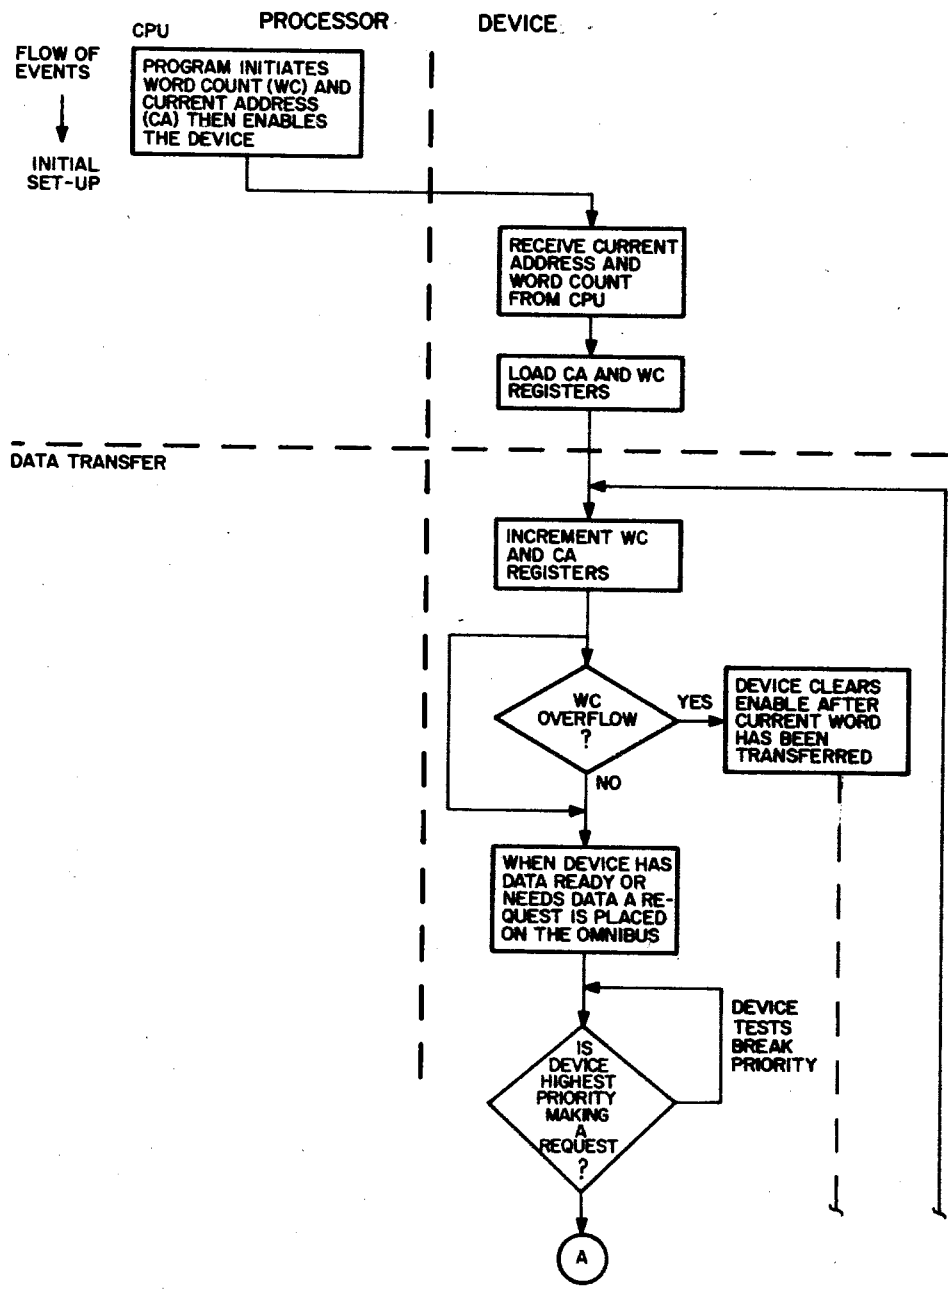 PROCESSOR
DEVICE
CPU
FLOW OF
EVENTS
INITIAL
SET-UP
PROGRAM INITIATES
WORD COUNT (WC) AND
CURRENT ADDRESS
(CA) THEN ENABLES
THE DEVICE
RECEIVE CURRENT
ADDRESS AND
WORD COUNT
FROM CPU
LOAD CA AND WC
REGISTERS
DATA TRANSFER
INCREMENT WC
AND CA
REGISTERS
WC
OVERFLOW
?
YES
DEVICE CLEARS
ENABLE AFTER
CURRENT WORD
HAS BEEN
TRANSFERRED
NO
WHEN DEVICE HAS
DATA READY OR
NEEDS DATA A RE-
QUEST IS PLACED
ON THE OMNIBUS
DEVICE
TESTS
BREAK
PRIORITY
IS
DEVICE
HIGHEST
PRIORITY
MAKING
A
REQUEST
?
A